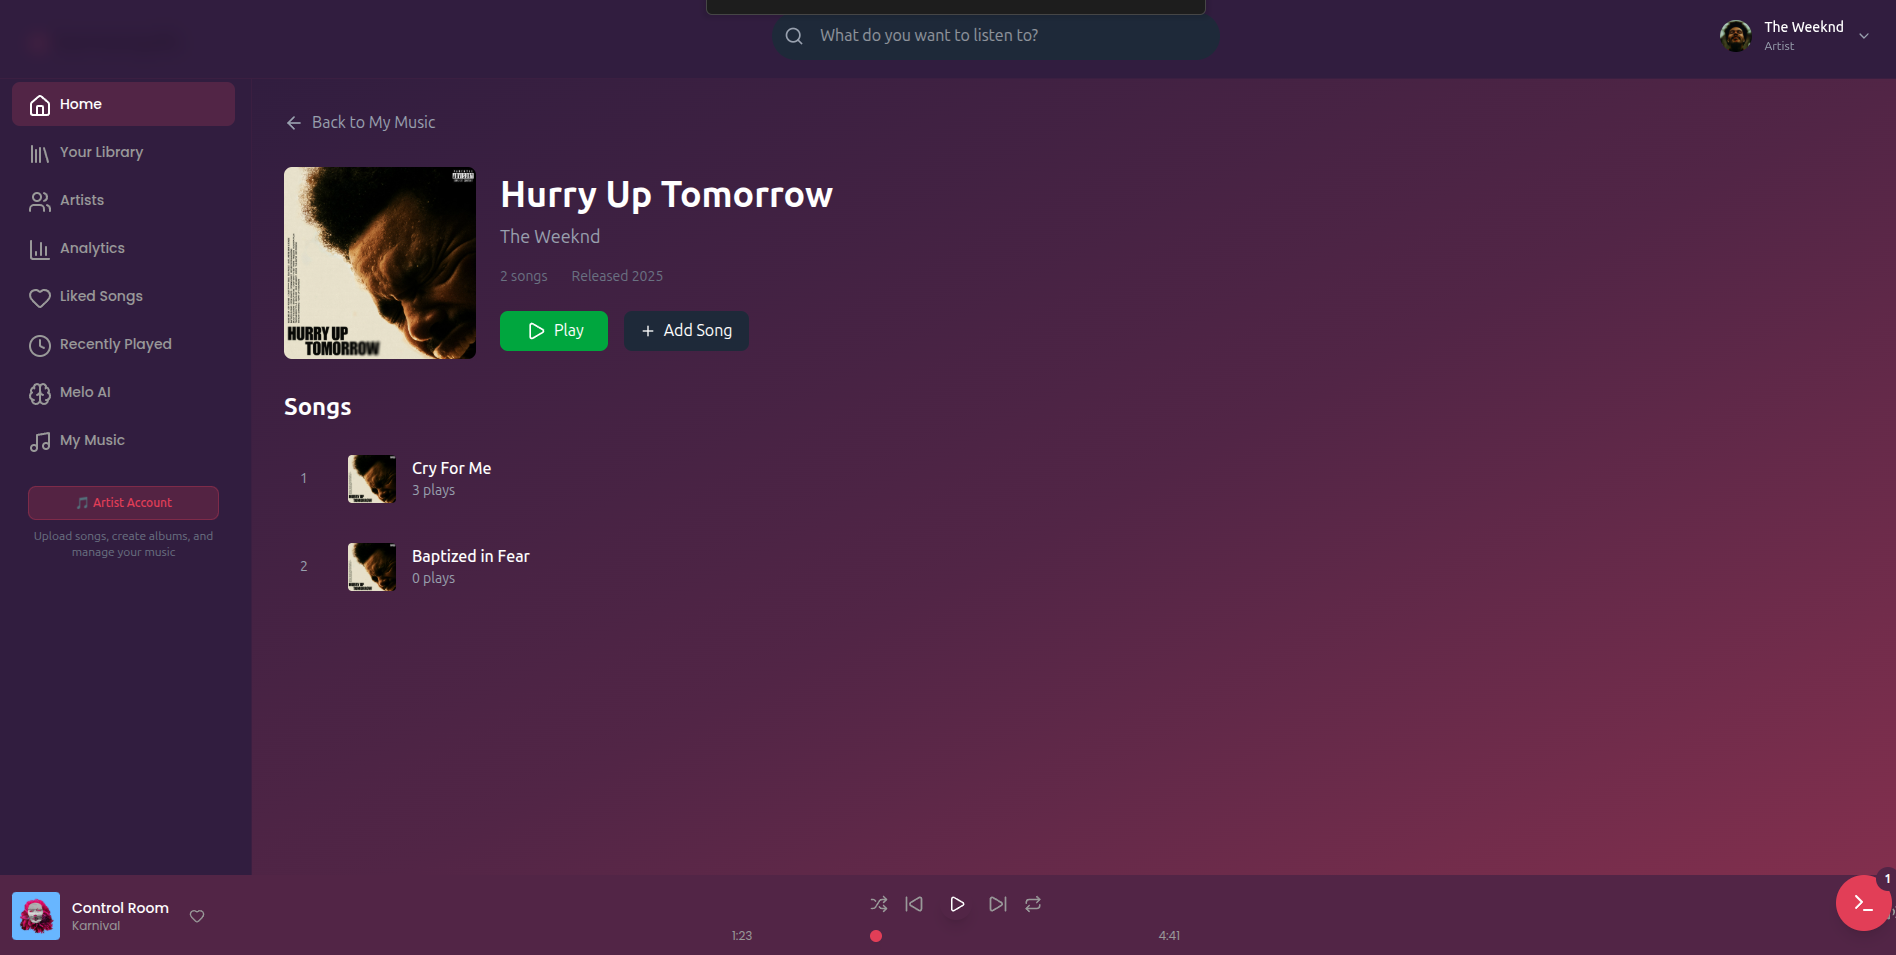 What do you want to listen to?
The Weeknd
Artist
Home
Your Library
Artists
Analytics
Liked Songs
Recently Played
Melo AI
My Music
🎵 Artist Account
Upload songs, create albums, and
manage your music
Back to My Music
HURRY UP
TOMORROW
Hurry Up Tomorrow
The Weeknd
2 songs Released 2025
Play
+ Add Song
Songs
1
Cry For Me
3 plays
2
Baptized in Fear
0 plays
Control Room
Karnival
1:23
4:41
1